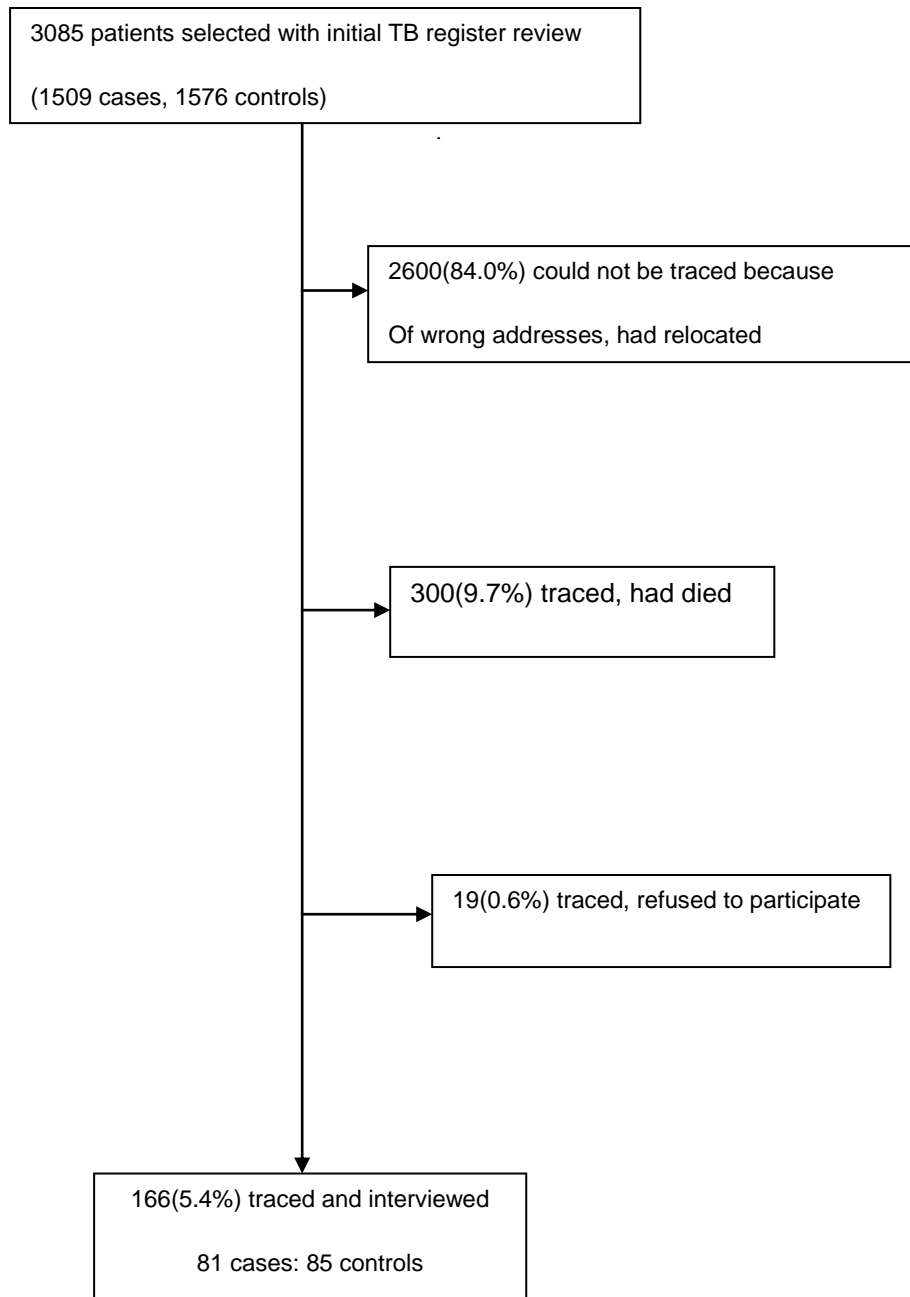 3085 patients selected with initial TB register review
(1509 cases, 1576 controls)
.
2600(84.0%) could not be traced because
Of wrong addresses, had relocated
300(9.7%) traced, had died
19(0.6%) traced, refused to participate
166(5.4%) traced and interviewed
81 cases: 85 controls